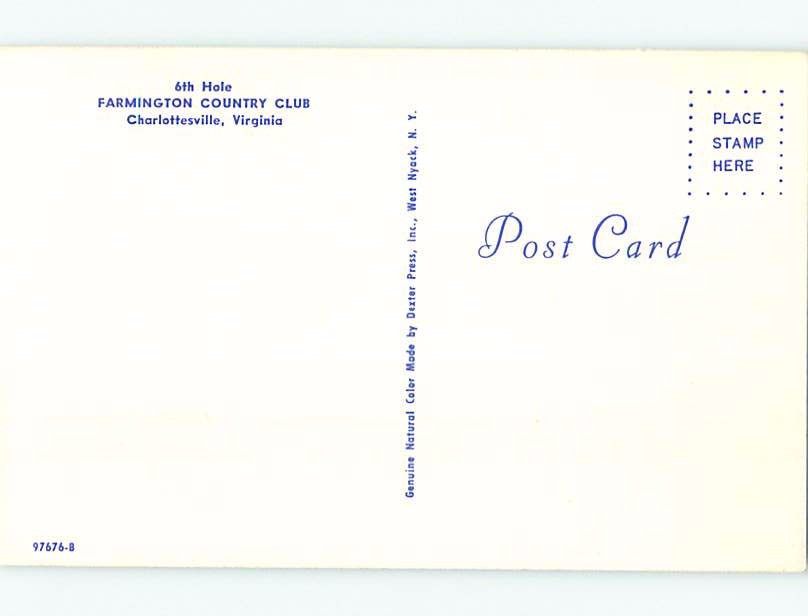 6th Hole
FARMINGTON COUNTRY CLUB
Charlottesville, Virginia
Genuine Natural Color Made by Dexter Press, Inc., West Nyack, N. Y.
PLACE
STAMP
HERE
Post Card
97676-B